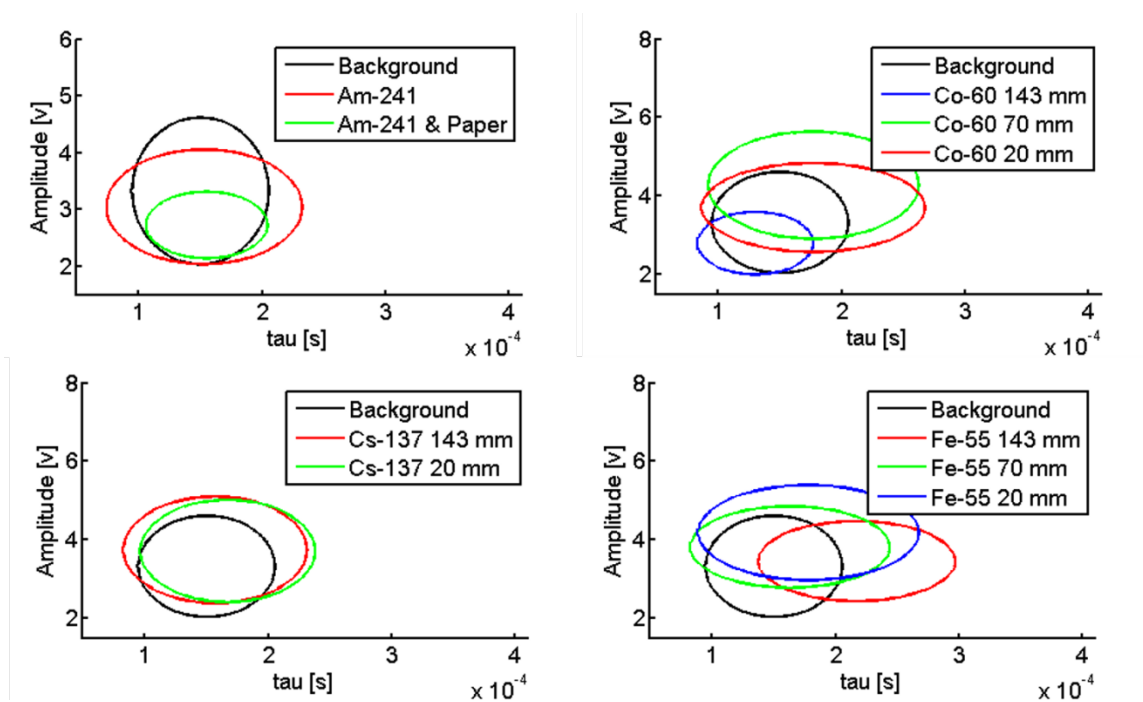 6
5
4
3
2
Amplitude [v]
Background
Am-241
Am-241 & Paper
1
2
3
4
tau [s]
x 10^-4
8
6
4
2
Amplitude [v]
Background
Co-60 143 mm
Co-60 70 mm
Co-60 20 mm
1
2
3
4
tau [s]
x 10^-4
8
6
4
2
Amplitude [v]
Background
Cs-137 143 mm
Cs-137 20 mm
1
2
3
4
tau [s]
x 10^-4
8
6
4
2
Amplitude [v]
Background
Fe-55 143 mm
Fe-55 70 mm
Fe-55 20 mm
1
2
3
4
tau [s]
x 10^-4